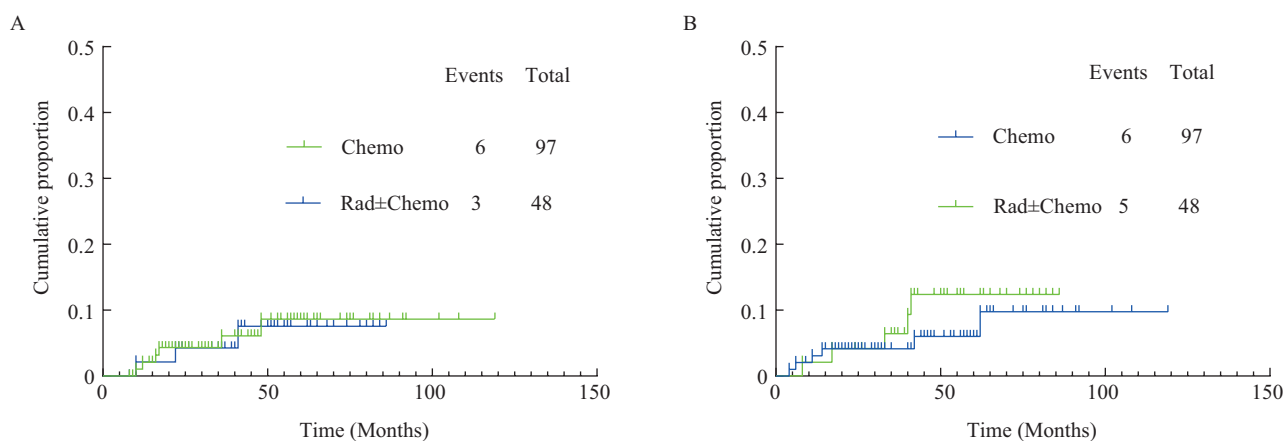 A
Cumulative proportion
0.5
0.4
0.3
0.2
0.1
0
Events Total
Chemo 6 97
Rad±Chemo 3 48
0 50 100 150
Time (Months)
B
Cumulative proportion
0.5
0.4
0.3
0.2
0.1
0
Events Total
Chemo 6 97
Rad±Chemo 5 48
0 50 100 150
Time (Months)